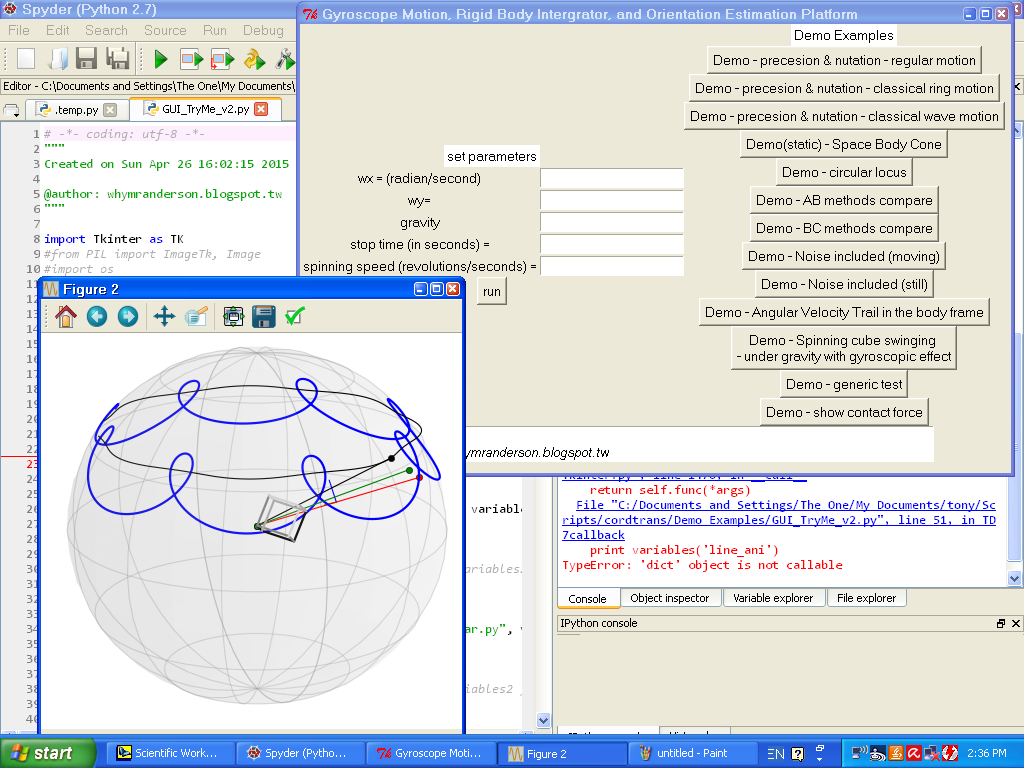 Spyder (Python 2.7)
File Edit Search Source Run Debug
Editor - C:\Documents and Settings\The One\My Documents\
.temp.py
GUI_TryMe_v2.py
1 # -*- coding: utf-8 -*-
2 """
3 Created on Sun Apr 26 16:02:15 2015
4
5 @author: whymranderson.blogspot.tw
6 """
7
8 import Tkinter as TK
9 #from PIL import ImageTk, Image
10 #import os
11
12
13
14
15
16
17
18
19
20
21
22
23
24
25
26
27
28
29
30
31
32
33
34
35
36
37
38
39
40
Gyroscope Motion, Rigid Body Intergrator, and Orientation Estimation Platform
set parameters
wx = (radian/second)
wy=
gravity
stop time (in seconds) =
spinning speed (revolutions/seconds) =
run
Demo Examples
Demo - precesion & nutation - regular motion
Demo - precesion & nutation - classical ring motion
Demo - precesion & nutation - classical wave motion
Demo(static) - Space Body Cone
Demo - circular locus
Demo - AB methods compare
Demo - BC methods compare
Demo - Noise included (moving)
Demo - Noise included (still)
Demo - Angular Velocity Trail in the body frame
Demo - Spinning cube swinging
- under gravity with gyroscopic effect
Demo - generic test
Demo - show contact force
ymranderson.blogspot.tw
Figure 2
variable
ariables
ar.py",
ariables2
return self.func(*args)
File "C:/Documents and Settings/The One/My Documents/tony/Sc
ripts/cordtrans/Demo Examples/GUI_TryMe_v2.py", line 51, in TD
7callback
print variables('line_ani')
TypeError: 'dict' object is not callable
Console Object inspector Variable explorer File explorer
IPython console
start
Scientific Work...
Spyder (Pytho...
Gyroscope Moti...
Figure 2
untitled - Paint
EN
2:36 PM